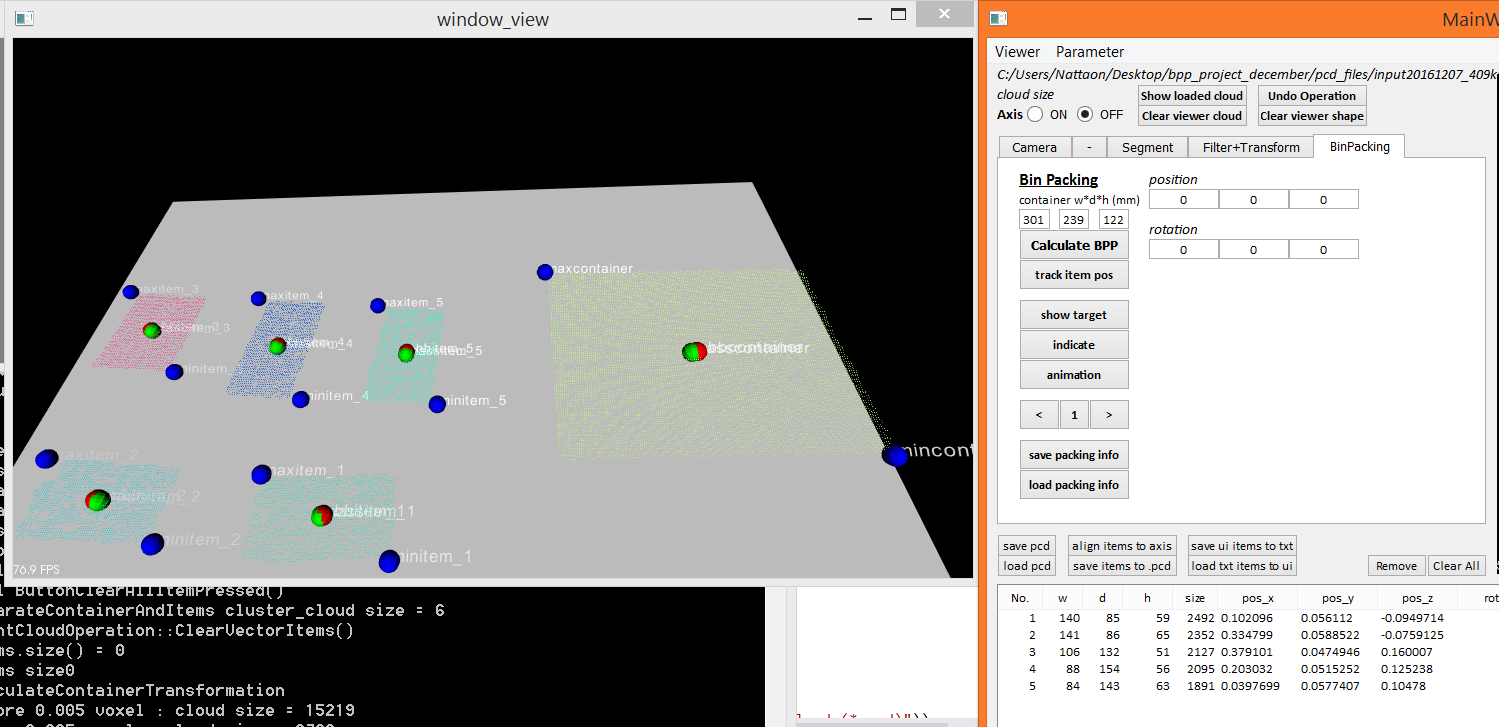 window_view
maxitem_3
maxitem_4
maxitem_5
maxcontainer
minitem
minitem_4
minitem_5
maxitem_2
maxitem_1
minitem_2
minitem_1
76.9 FPS
ButtonClearAllItemPressed()
arateContainerAndItems cluster_cloud size = 6
ntCloudOperation::ClearVectorItems()
ms.size() = 0
ms size0
culateContainerTransformation
ore 0.005 voxel : cloud size = 15219
MainW
Viewer Parameter
C:/Users/Nattaon/Desktop/bpp_project_december/pcd_files/input20161207_409k
cloud size
Show loaded cloud Undo Operation
Axis ON OFF Clear viewer cloud Clear viewer shape
Camera - Segment Filter+Transform BinPacking
Bin Packing position
container w*d*h (mm) 0 0 0
301 239 122
rotation
Calculate BPP 0 0 0
track item pos
show target
indicate
animation
< 1 >
save packing info
load packing info
save pcd align items to axis save ui items to txt
load pcd save items to .pcd load txt items to ui Remove Clear All
No. w d h size pos_x pos_y pos_z rot
1 140 85 59 2492 0.102096 0.056112 -0.0949714
2 141 86 65 2352 0.334799 0.0588522 -0.0759125
3 106 132 51 2127 0.379101 0.0474946 0.160007
4 88 154 56 2095 0.203032 0.0515252 0.125238
5 84 143 63 1891 0.0397699 0.0577407 0.10478